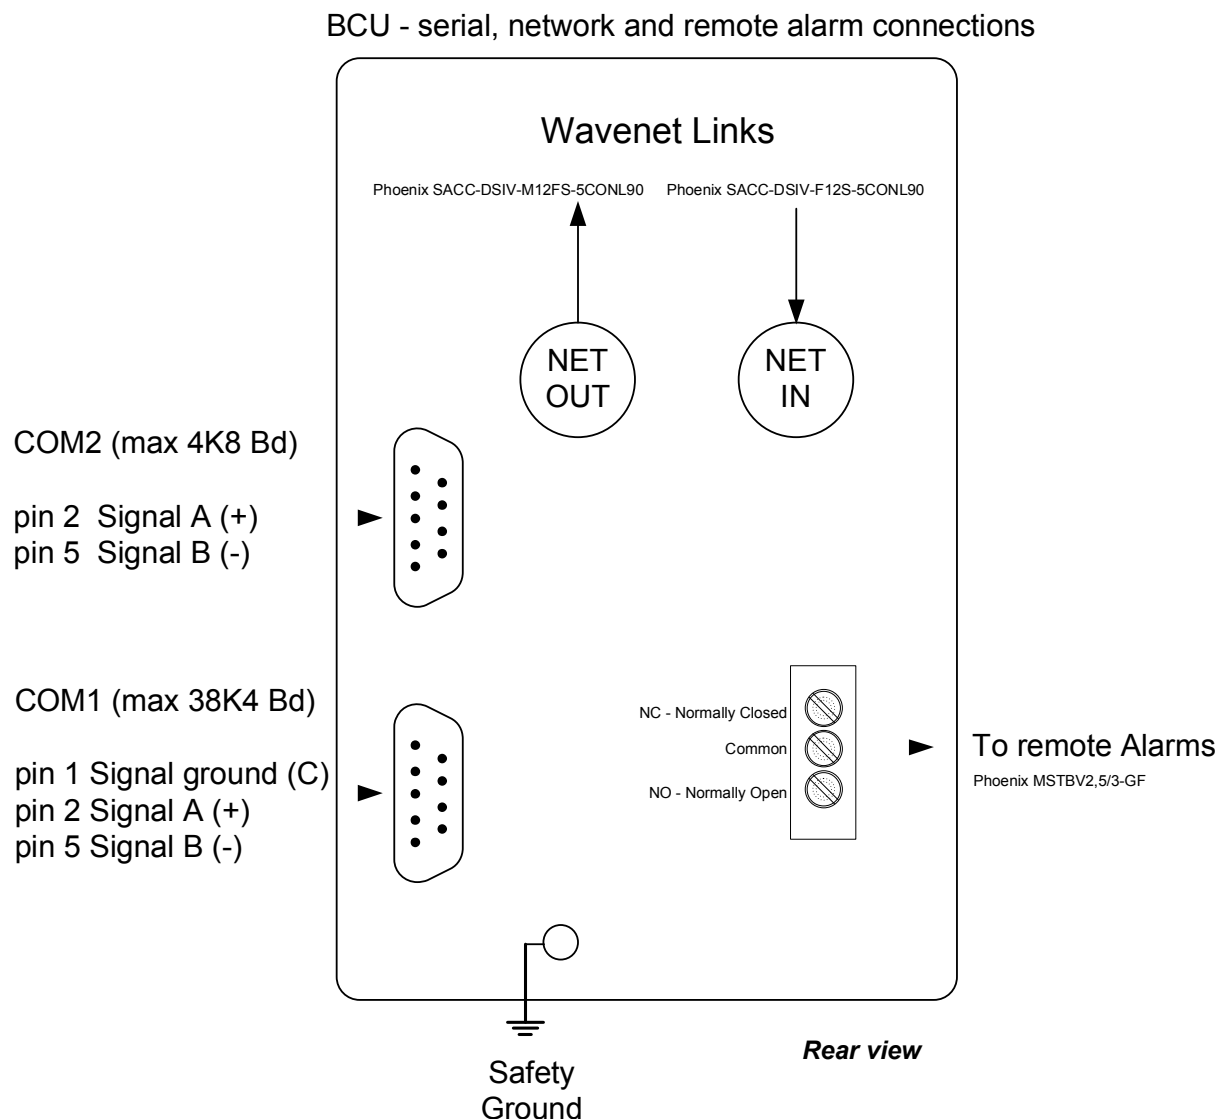 BCU - serial, network and remote alarm connections
Wavenet Links
Phoenix SACC-DSIV-M12FS-5CONL90
Phoenix SACC-DSIV-F12S-5CONL90
NET
OUT
NET
IN
COM2 (max 4K8 Bd)
pin 2 Signal A (+)
pin 5 Signal B (-)
COM1 (max 38K4 Bd)
pin 1 Signal ground (C)
pin 2 Signal A (+)
pin 5 Signal B (-)
NC - Normally Closed
Common
NO - Normally Open
To remote Alarms
Phoenix MSTBV2,5/3-GF
Rear view
Safety
Ground